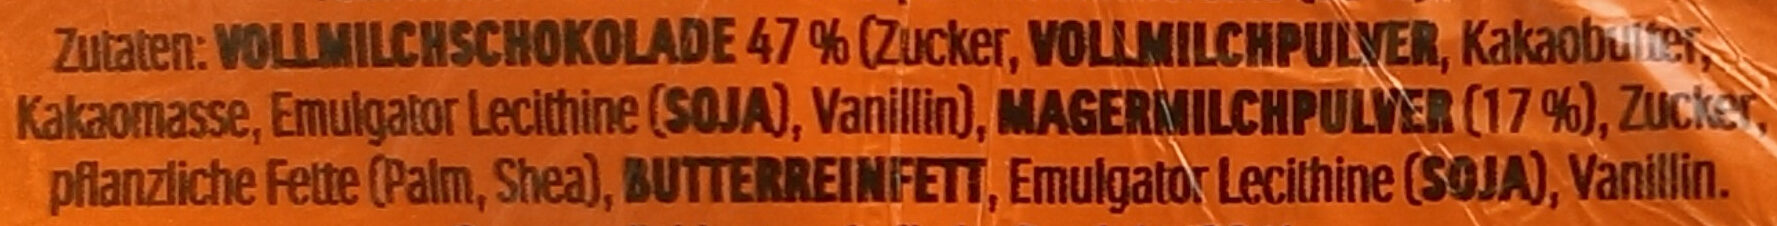 Zutaten: VOLLMILCHSCHOKOLADE 47 % (Zucker, VOLLMILCHPULVER, Kakaobutter,
Kakaomasse, Emulgator Lecithine (SOJA), Vanillin), MAGERMILCHPULVER (17 %), Zucker,
pflanzliche Fette (Palm, Shea), BUTTERREINFETT, Emulgator Lecithine (SOJA), Vanillin.